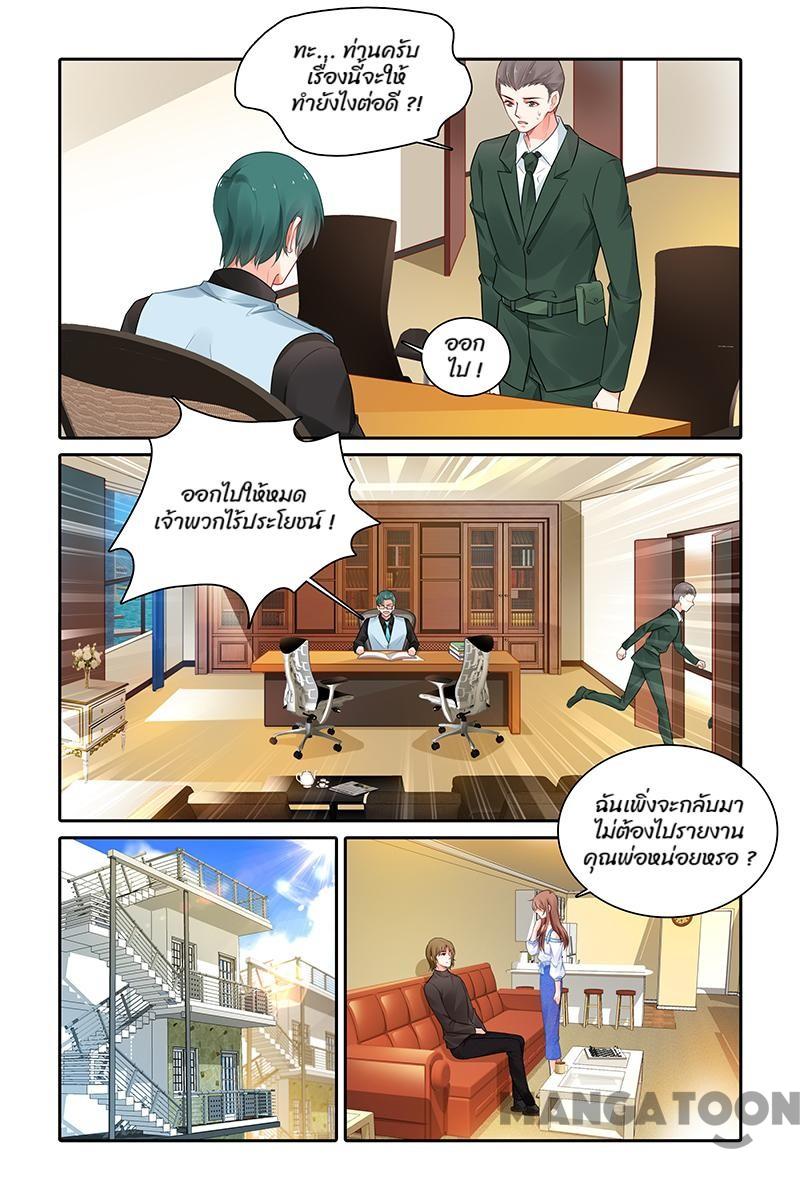 ทะ... ท่านครับ
เรื่องนี้จะให้
ทำยังไงต่อดี ?!
ออก
ไป !
ออกไปให้หมด
เจ้าพวกไร้ประโยชน์ !
ฉันเพิ่งจะกลับมา
ไม่ต้องไปรายงาน
คุณพ่อหน่อยหรอ ?
MANGATOON